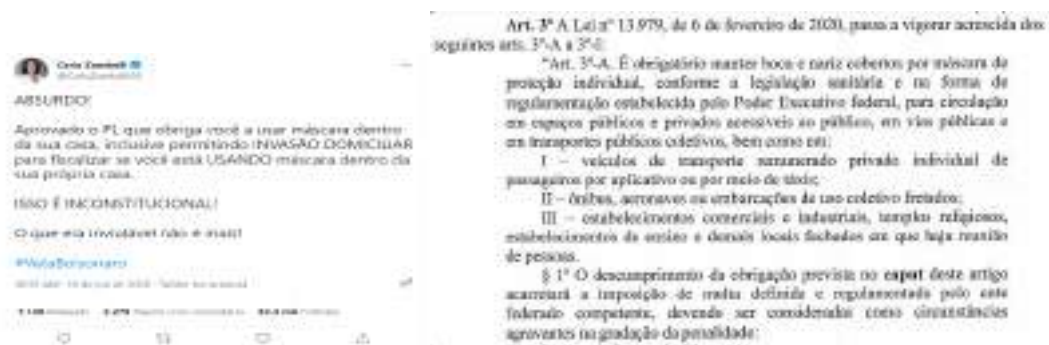 Carla Zambelli
ABSURDO!
Aprovado o PL que obriga você a usar máscara dentro
da sua casa, inclusive permitindo INVASÃO DOMICILIAR
para fiscalizar se você está USANDO máscara dentro da
sua própria casa.
ISSO É INCONSTITUCIONAL!
O que era inviolável não é mais!
#VetaBolsonaro
Art. 3º A Lei nº 13.979, de 6 de fevereiro de 2020, passa a vigorar acrescida dos
seguintes arts. 3º-A a 3º-I:
"Art. 3º-A. É obrigatório manter boca e nariz cobertos por máscara de
proteção individual, conforme a legislação sanitária e na forma de
regulamentação estabelecida pelo Poder Executivo federal, para circulação
em espaços públicos e privados acessíveis ao público, em vias públicas e
em transportes públicos coletivos, bem como em:
I – veículos de transporte remunerado privado individual de
passageiros por aplicativo ou por meio de táxis;
II – ônibus, aeronaves ou embarcações de uso coletivo fretados;
III – estabelecimentos comerciais e industriais, templos religiosos,
estabelecimentos de ensino e demais locais fechados em que haja reunião
de pessoas.
§ 1º O descumprimento da obrigação prevista no caput deste artigo
acarretará a imposição de multa definida e regulamentada pelo ente
federado competente, devendo ser consideradas como circunstâncias
agravantes na gradação da penalidade: